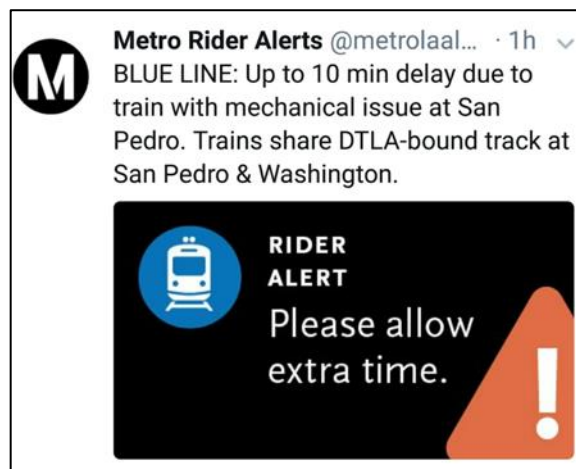 M
Metro Rider Alerts @metrolaal... · 1h
BLUE LINE: Up to 10 min delay due to
train with mechanical issue at San
Pedro. Trains share DTLA-bound track at
San Pedro & Washington.
RIDER
ALERT
Please allow
extra time.
!